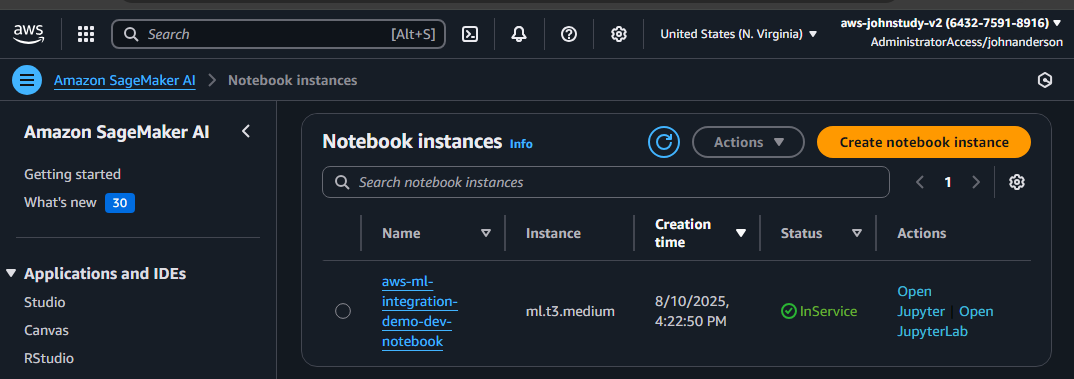 aws
Search
[Alt+S]
United States (N. Virginia)
aws-johnstudy-v2 (6432-7591-8916)
AdministratorAccess/johnanderson
Amazon SageMaker AI
Notebook instances
Amazon SageMaker AI
Getting started
What's new 30
Applications and IDEs
Studio
Canvas
RStudio
Notebook instances Info
Actions
Create notebook instance
Search notebook instances
1
Name
Instance
Creation
time
Status
Actions
aws-ml-
integration-
demo-dev-
notebook
ml.t3.medium
8/10/2025,
4:22:50 PM
InService
Open
Jupyter | Open
JupyterLab